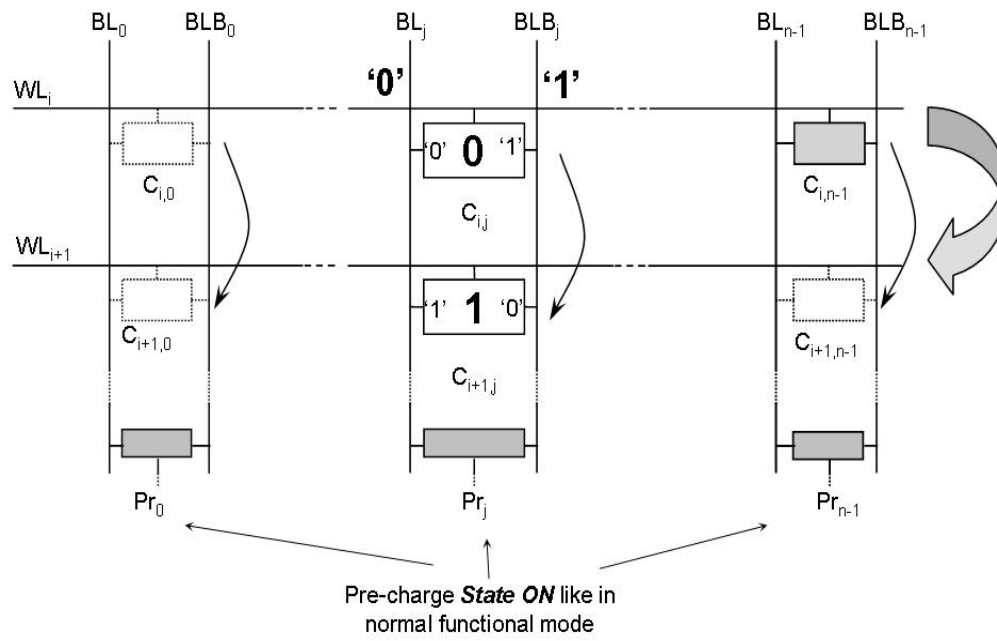 BL0 BLB0 BLj BLBj BLn-1 BLBn-1
'0' '1'
WLi
'0' 0 '1'
Ci,0 Ci,j Ci,n-1
WLi+1
'1' 1 '0'
Ci+1,0 Ci+1,j Ci+1,n-1
Pr0 Prj Prn-1
Pre-charge State ON like in
normal functional mode